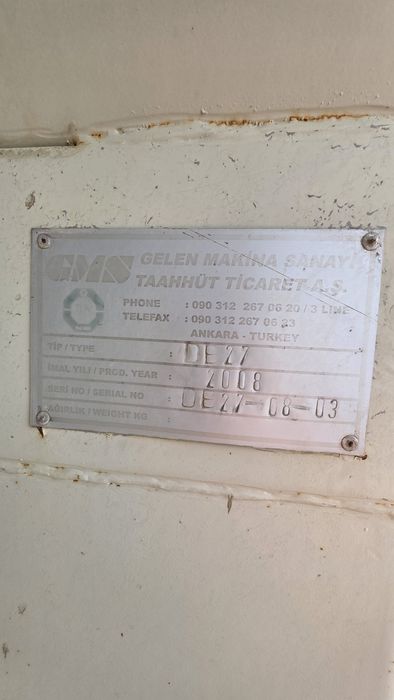 GMS GELEN MAKİNA SANAYİ
TAAHHÜT TİCARET A.Ş.
PHONE : 090 312 267 06 20 / 3 LINE
TELEFAX : 090 312 267 06 23
ANKARA - TURKEY
TİP / TYPE : DE27
İMAL YILI / PROD. YEAR : 2008
SERİ NO / SERIAL NO : DE27-08-03
AĞIRLIK / WEIGHT KG :